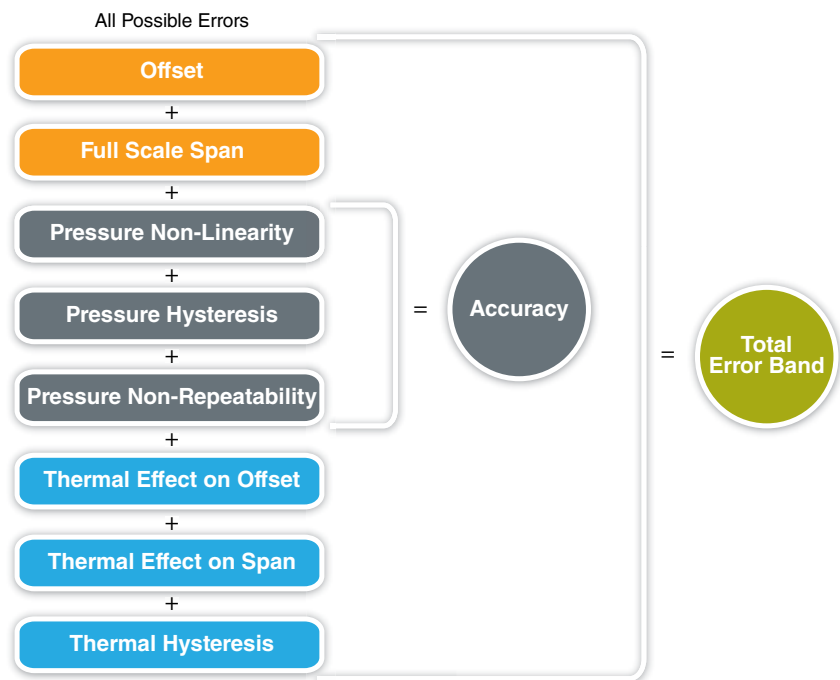 All Possible Errors
Offset
+
Full Scale Span
+
Pressure Non-Linearity
+
Pressure Hysteresis
+
Pressure Non-Repeatability
+
Thermal Effect on Offset
+
Thermal Effect on Span
+
Thermal Hysteresis
=
Accuracy
=
Total
Error Band